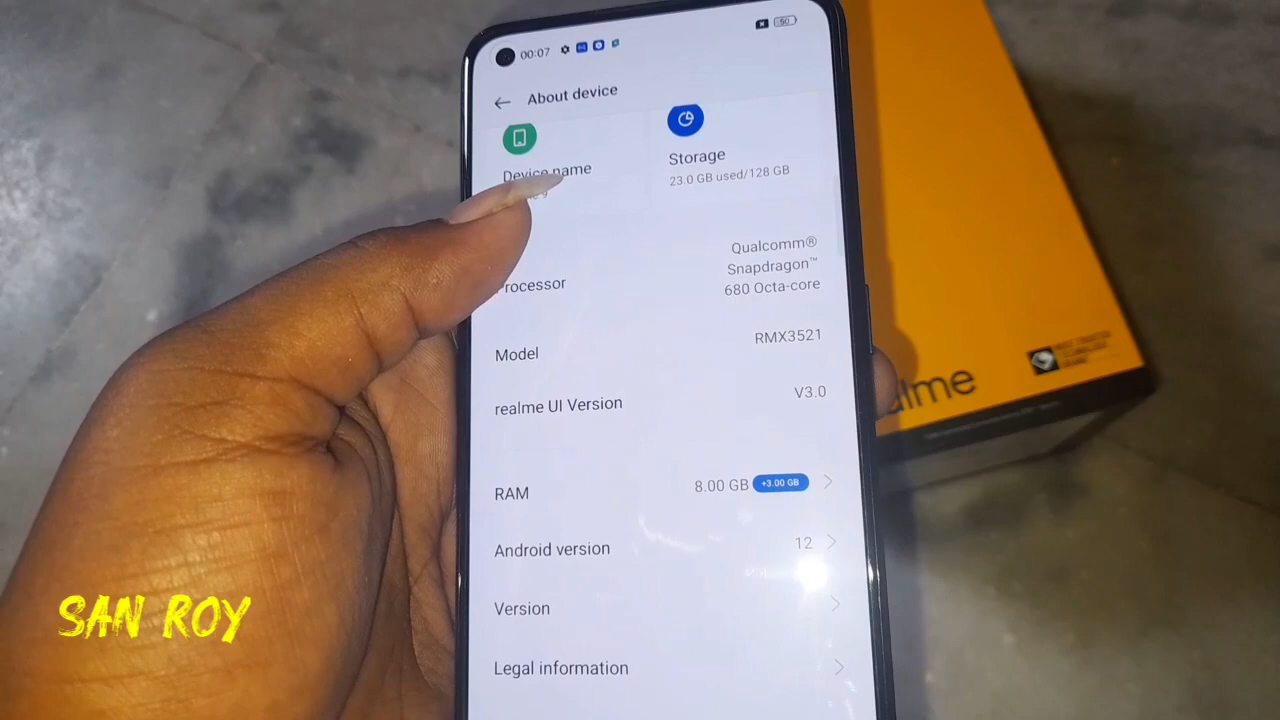 00:07
50
About device
Device name
Storage
23.0 GB used/128 GB
Processor
Qualcomm®
Snapdragon™
680 Octa-core
Model
RMX3521
realme UI Version
V3.0
RAM
8.00 GB
+3.00 GB
Android version
12
Version
Legal information
realme
SAN ROY